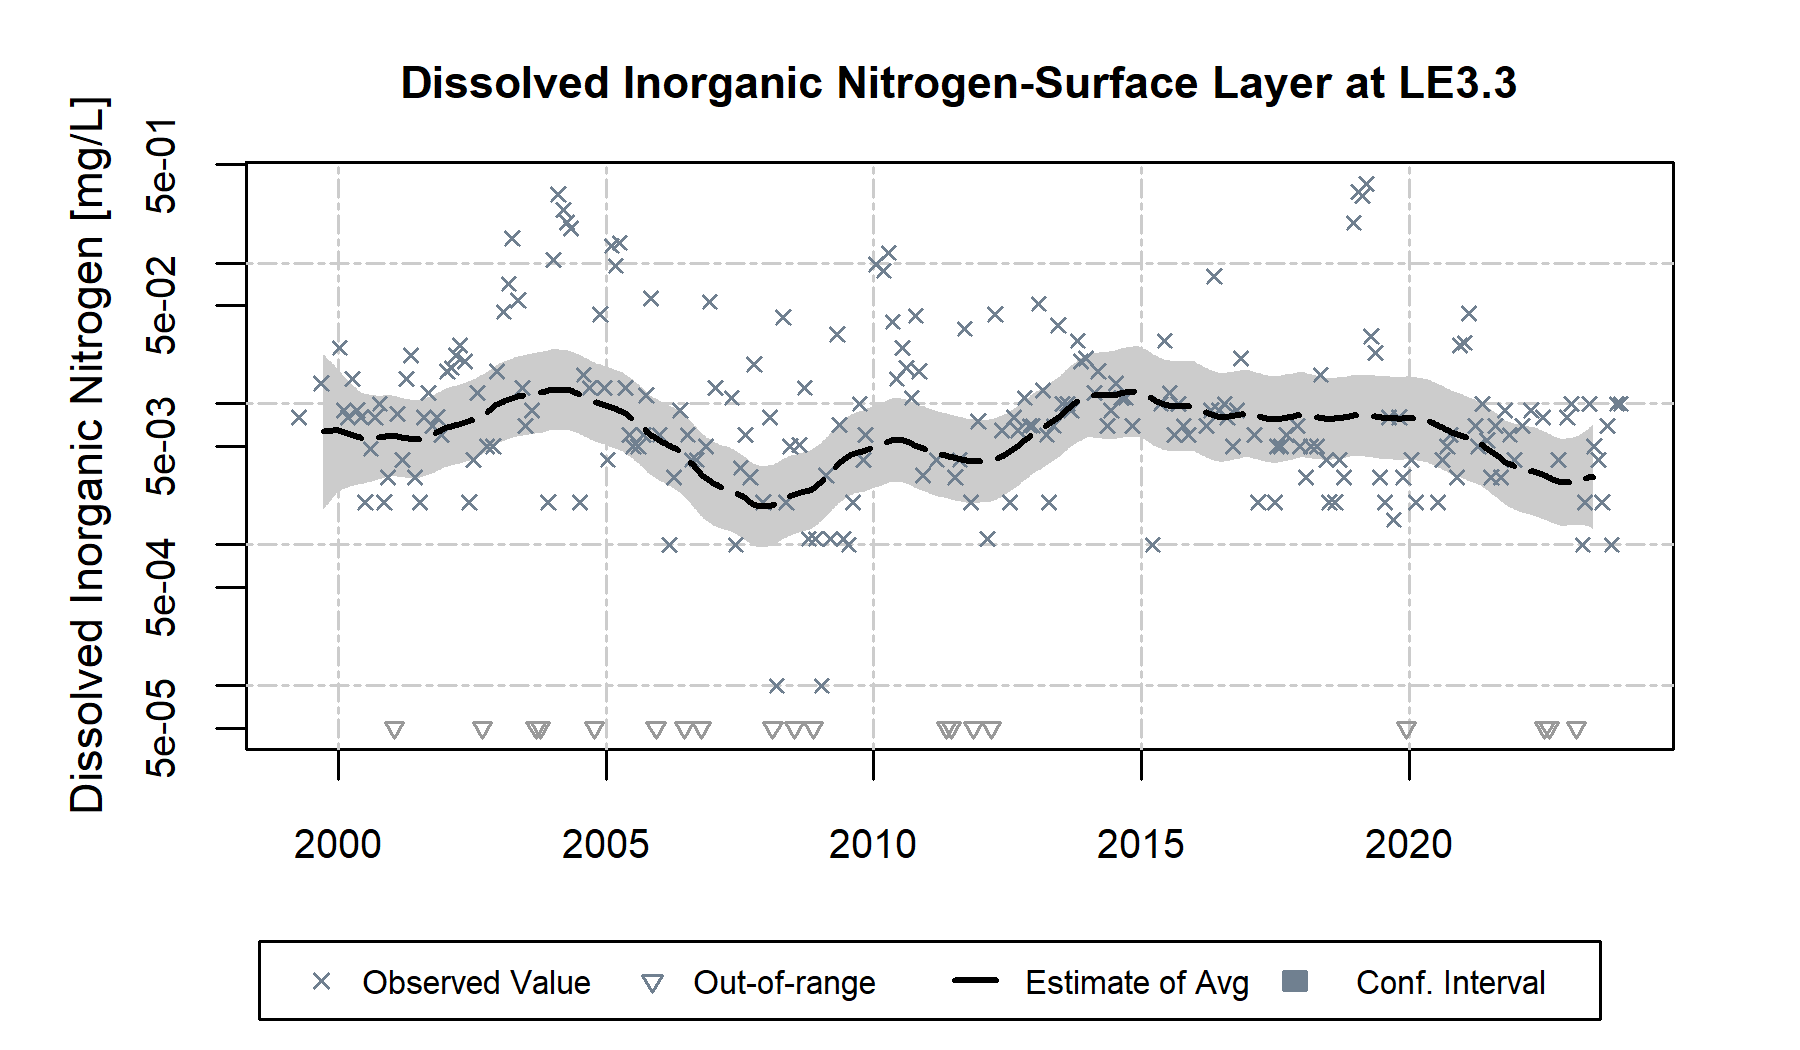 Dissolved Inorganic Nitrogen-Surface Layer at LE3.3
Dissolved Inorganic Nitrogen [mg/L]
5e-01
5e-02
5e-03
5e-04
5e-05
2000 2005 2010 2015 2020
Observed Value Out-of-range Estimate of Avg Conf. Interval